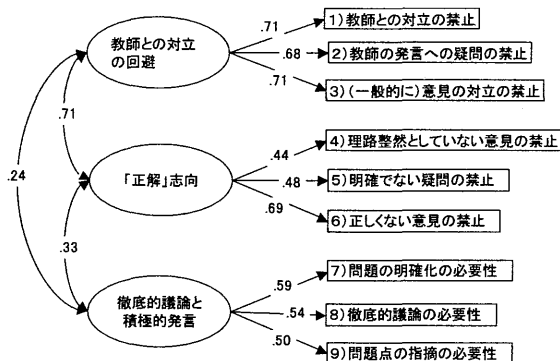 教師との対立
の回避
.71
1)教師との対立の禁止
.68
2)教師の発言への疑問の禁止
.71
3)(一般的に)意見の対立の禁止
.71
.24
「正解」志向
.44
4)理路整然としていない意見の禁止
.48
5)明確でない疑問の禁止
.69
6)正しくない意見の禁止
.33
徹底的議論と
積極的発言
.59
7)問題の明確化の必要性
.54
8)徹底的議論の必要性
.50
9)問題点の指摘の必要性